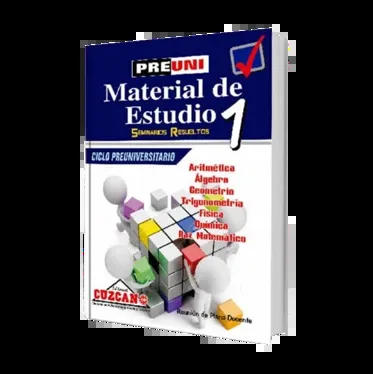 PREUNI
Material de
Estudio 1
SEMINARIOS RESUELTOS
CICLO PREUNIVERSITARIO
Aritmética
Álgebra
Geometría
Trigonometría
Física
Química
Raz. Matemático
Editorial
CUZCANO
Reunión de Plana Docente